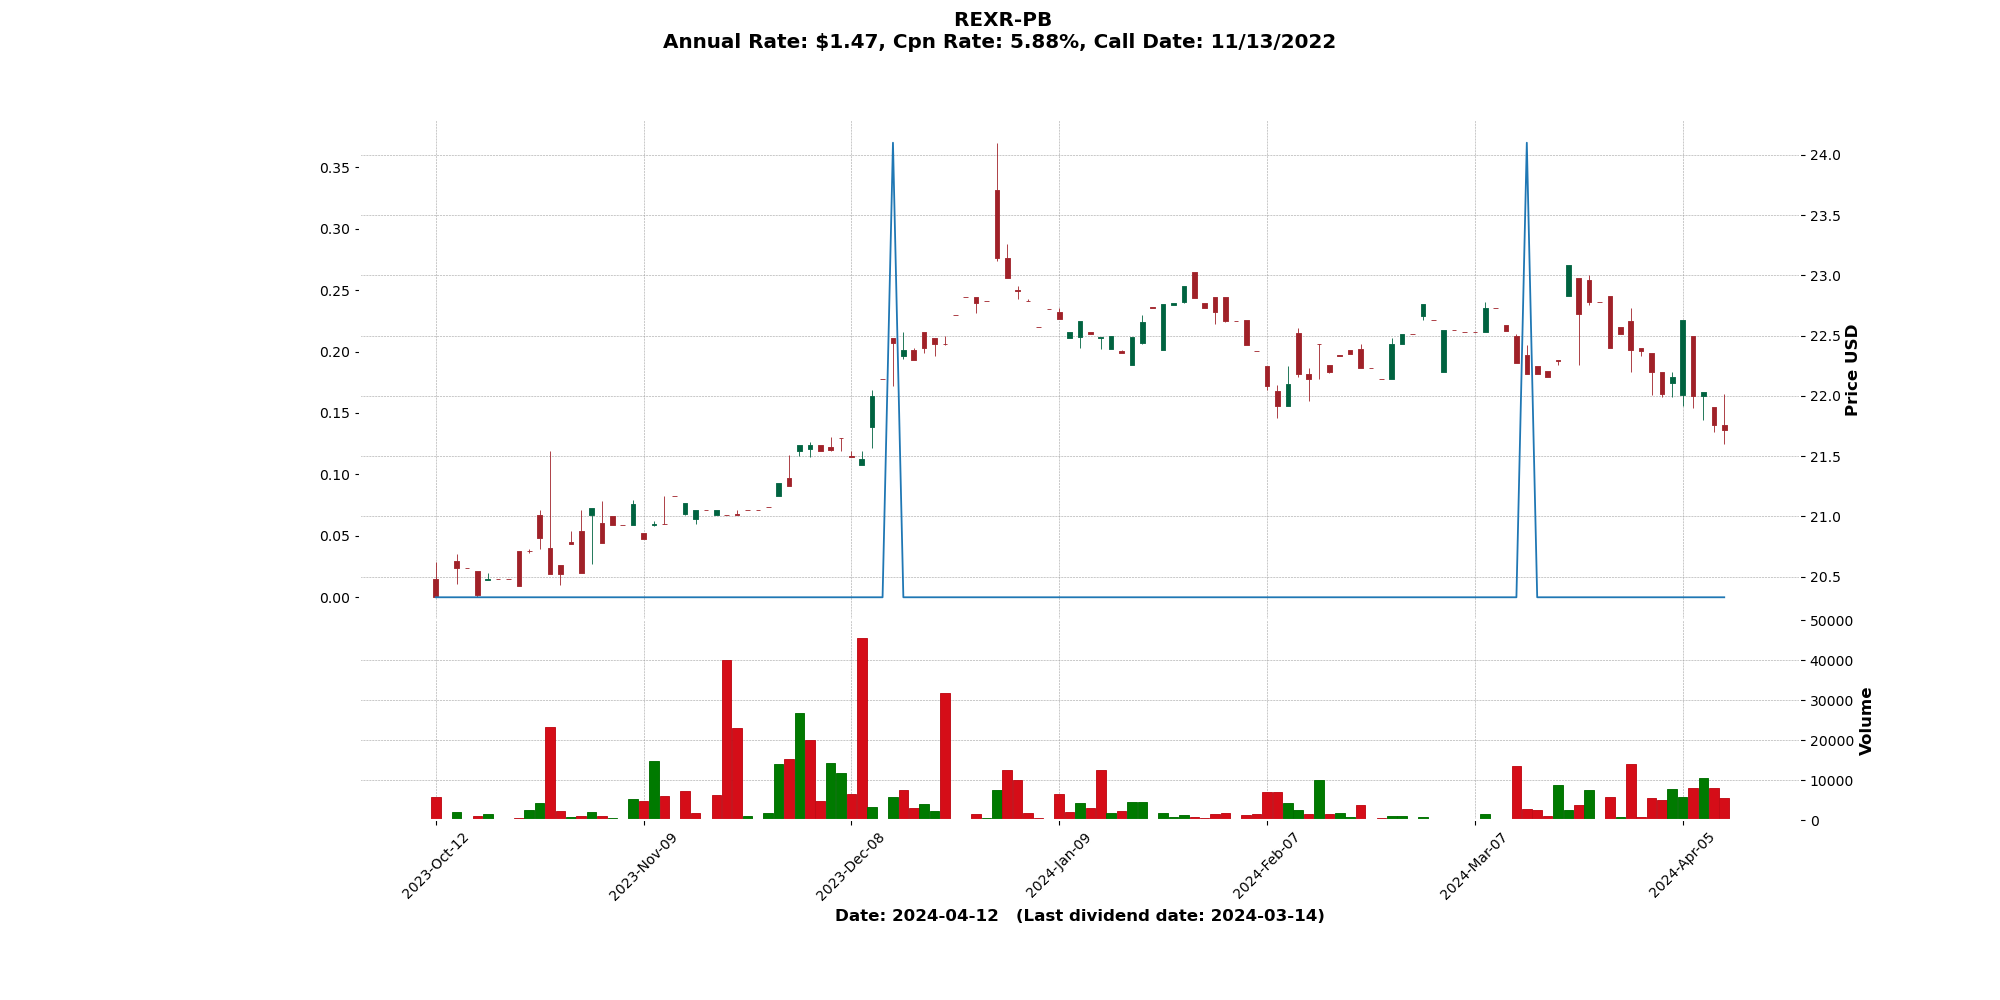 REXR-PB
Annual Rate: $1.47, Cpn Rate: 5.88%, Call Date: 11/13/2022
0.35
0.30
0.25
0.20
0.15
0.10
0.05
0.00
24.0
23.5
23.0
22.5
22.0
21.5
21.0
20.5
Price USD
50000
40000
30000
20000
10000
0
Volume
2023-Oct-12
2023-Nov-09
2023-Dec-08
2024-Jan-09
2024-Feb-07
2024-Mar-07
2024-Apr-05
Date: 2024-04-12 (Last dividend date: 2024-03-14)